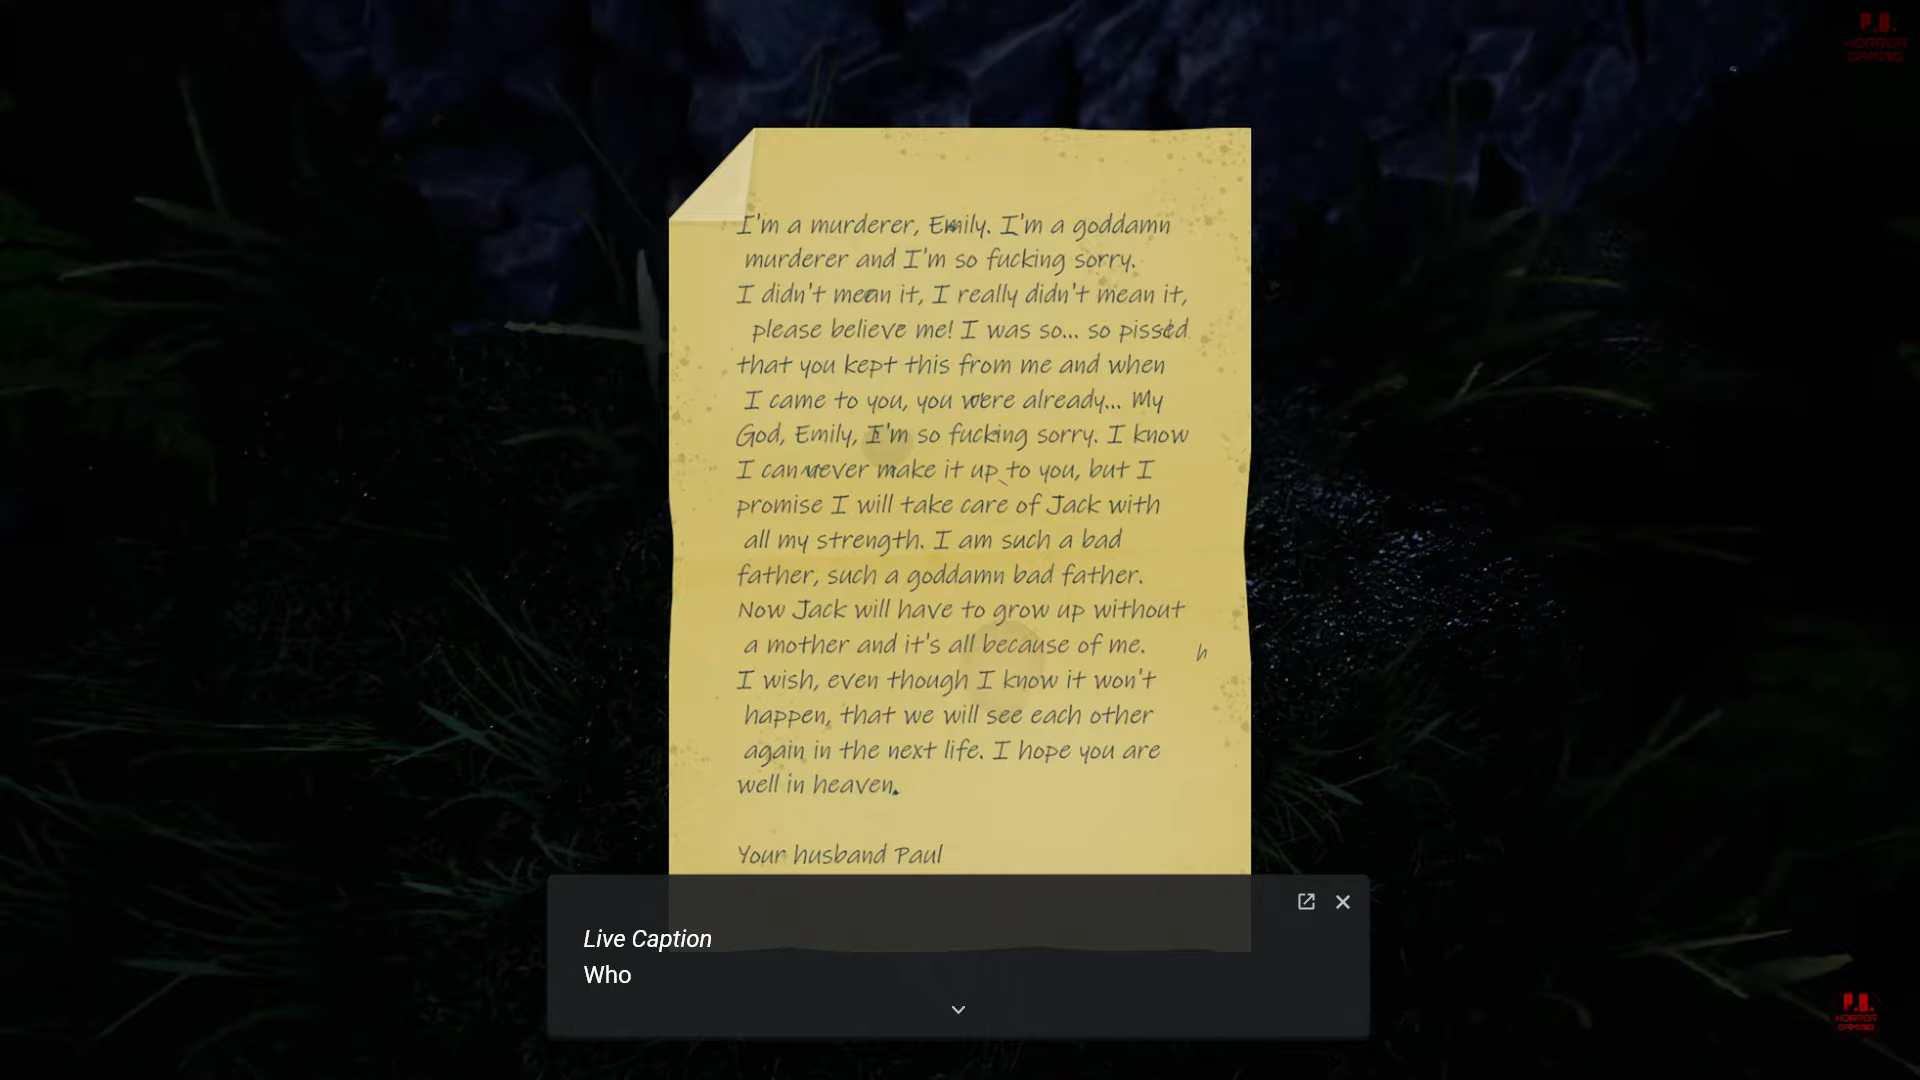 P.B.
HORROR
GAMING
I'm a murderer, Emily. I'm a goddamn
murderer and I'm so fucking sorry.
I didn't mean it, I really didn't mean it,
please believe me! I was so... so pissed
that you kept this from me and when
I came to you, you were already... My
God, Emily, I'm so fucking sorry. I know
I can never make it up to you, but I
promise I will take care of Jack with
all my strength. I am such a bad
father, such a goddamn bad father.
Now Jack will have to grow up without
a mother and it's all because of me.
h
I wish, even though I know it won't
happen, that we will see each other
again in the next life. I hope you are
well in heaven.
Your husband Paul
Live Caption
Who
P.B.
HORROR
GAMING